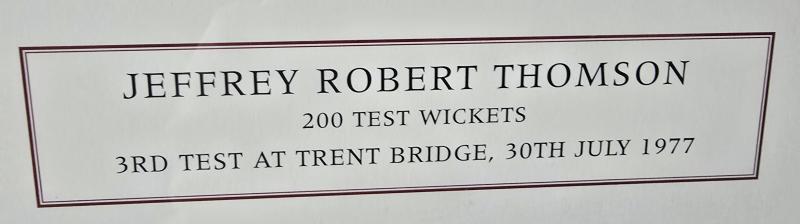 JEFFREY ROBERT THOMSON
200 TEST WICKETS
3RD TEST AT TRENT BRIDGE, 30TH JULY 1977